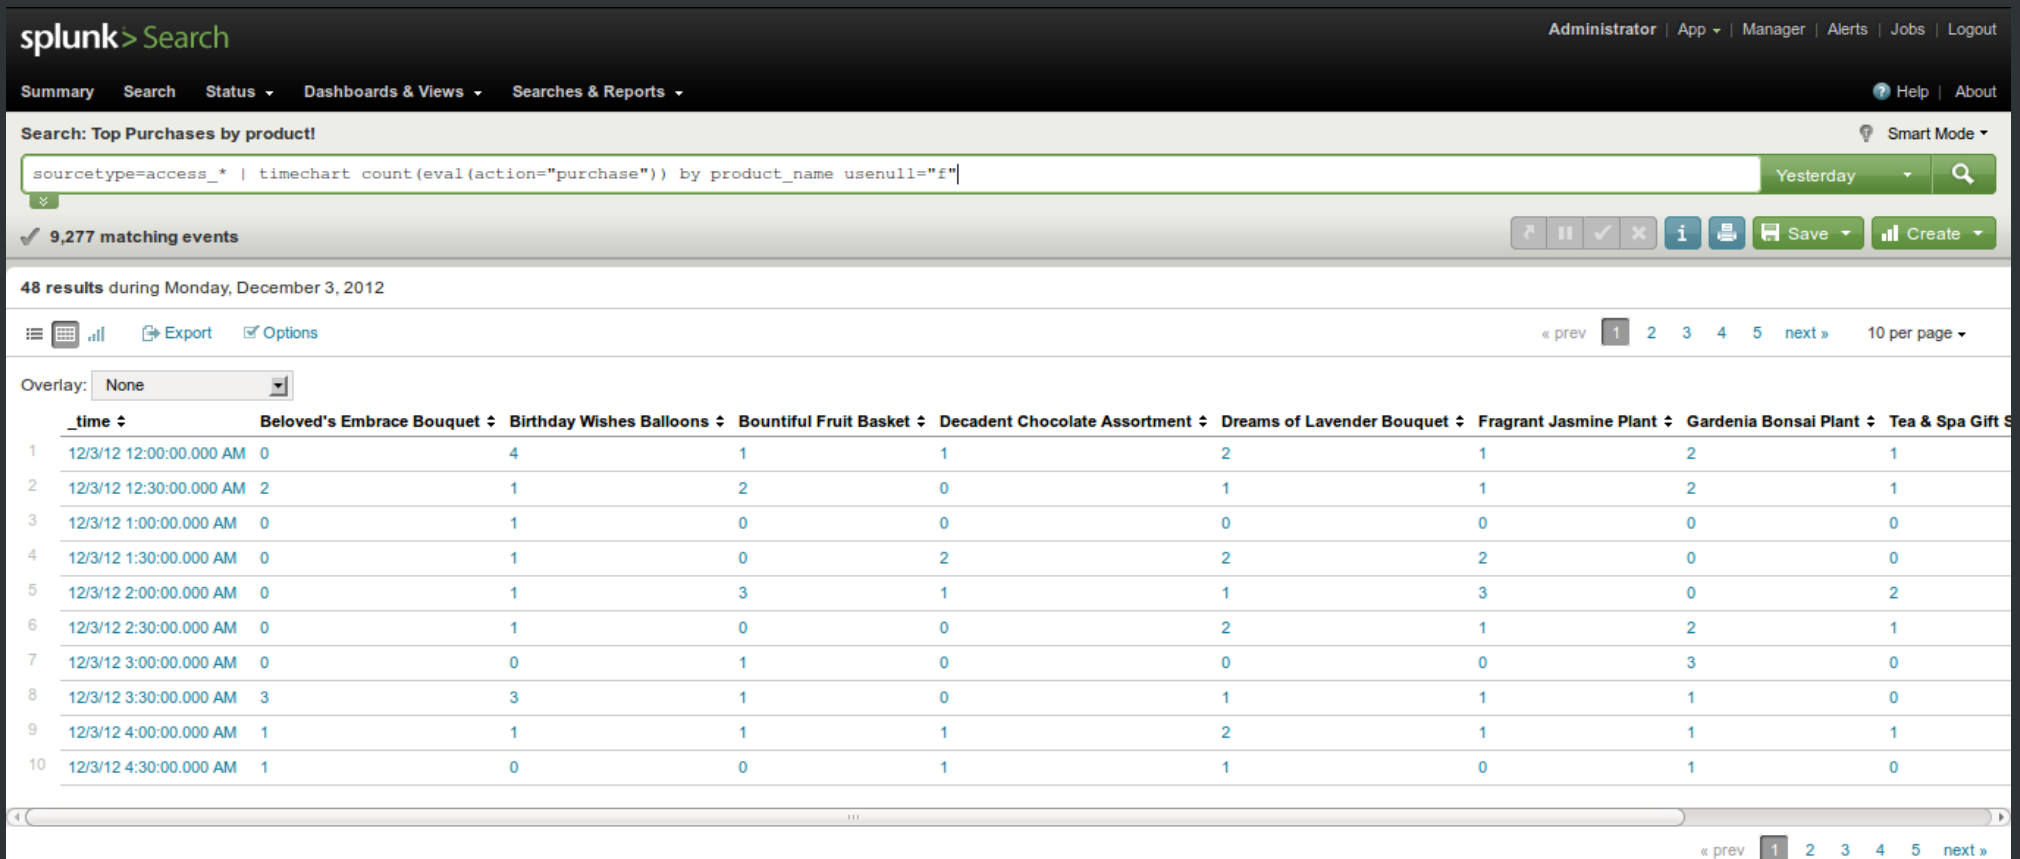 splunk> Search
Administrator | App | Manager | Alerts | Jobs | Logout
Summary Search Status Dashboards & Views Searches & Reports
? Help | About
Search: Top Purchases by product!
Smart Mode
sourcetype=access_* | timechart count(eval(action="purchase")) by product_name usenull="f"
Yesterday
9,277 matching events
i Save Create
48 results during Monday, December 3, 2012
Export Options
« prev 1 2 3 4 5 next » 10 per page
Overlay: None
_time Beloved's Embrace Bouquet Birthday Wishes Balloons Bountiful Fruit Basket Decadent Chocolate Assortment Dreams of Lavender Bouquet Fragrant Jasmine Plant Gardenia Bonsai Plant Tea & Spa Gift S
1 12/3/12 12:00:00.000 AM 0 4 1 1 2 1 2 1
2 12/3/12 12:30:00.000 AM 2 1 2 0 1 1 2 1
3 12/3/12 1:00:00.000 AM 0 1 0 0 0 0 0 0
4 12/3/12 1:30:00.000 AM 0 1 0 2 2 2 0 0
5 12/3/12 2:00:00.000 AM 0 1 3 1 1 3 0 2
6 12/3/12 2:30:00.000 AM 0 1 0 0 2 1 2 1
7 12/3/12 3:00:00.000 AM 0 0 1 0 0 0 3 0
8 12/3/12 3:30:00.000 AM 3 3 1 0 1 1 1 0
9 12/3/12 4:00:00.000 AM 1 1 1 1 2 1 1 1
10 12/3/12 4:30:00.000 AM 1 0 0 1 1 0 1 0
« prev 1 2 3 4 5 next »